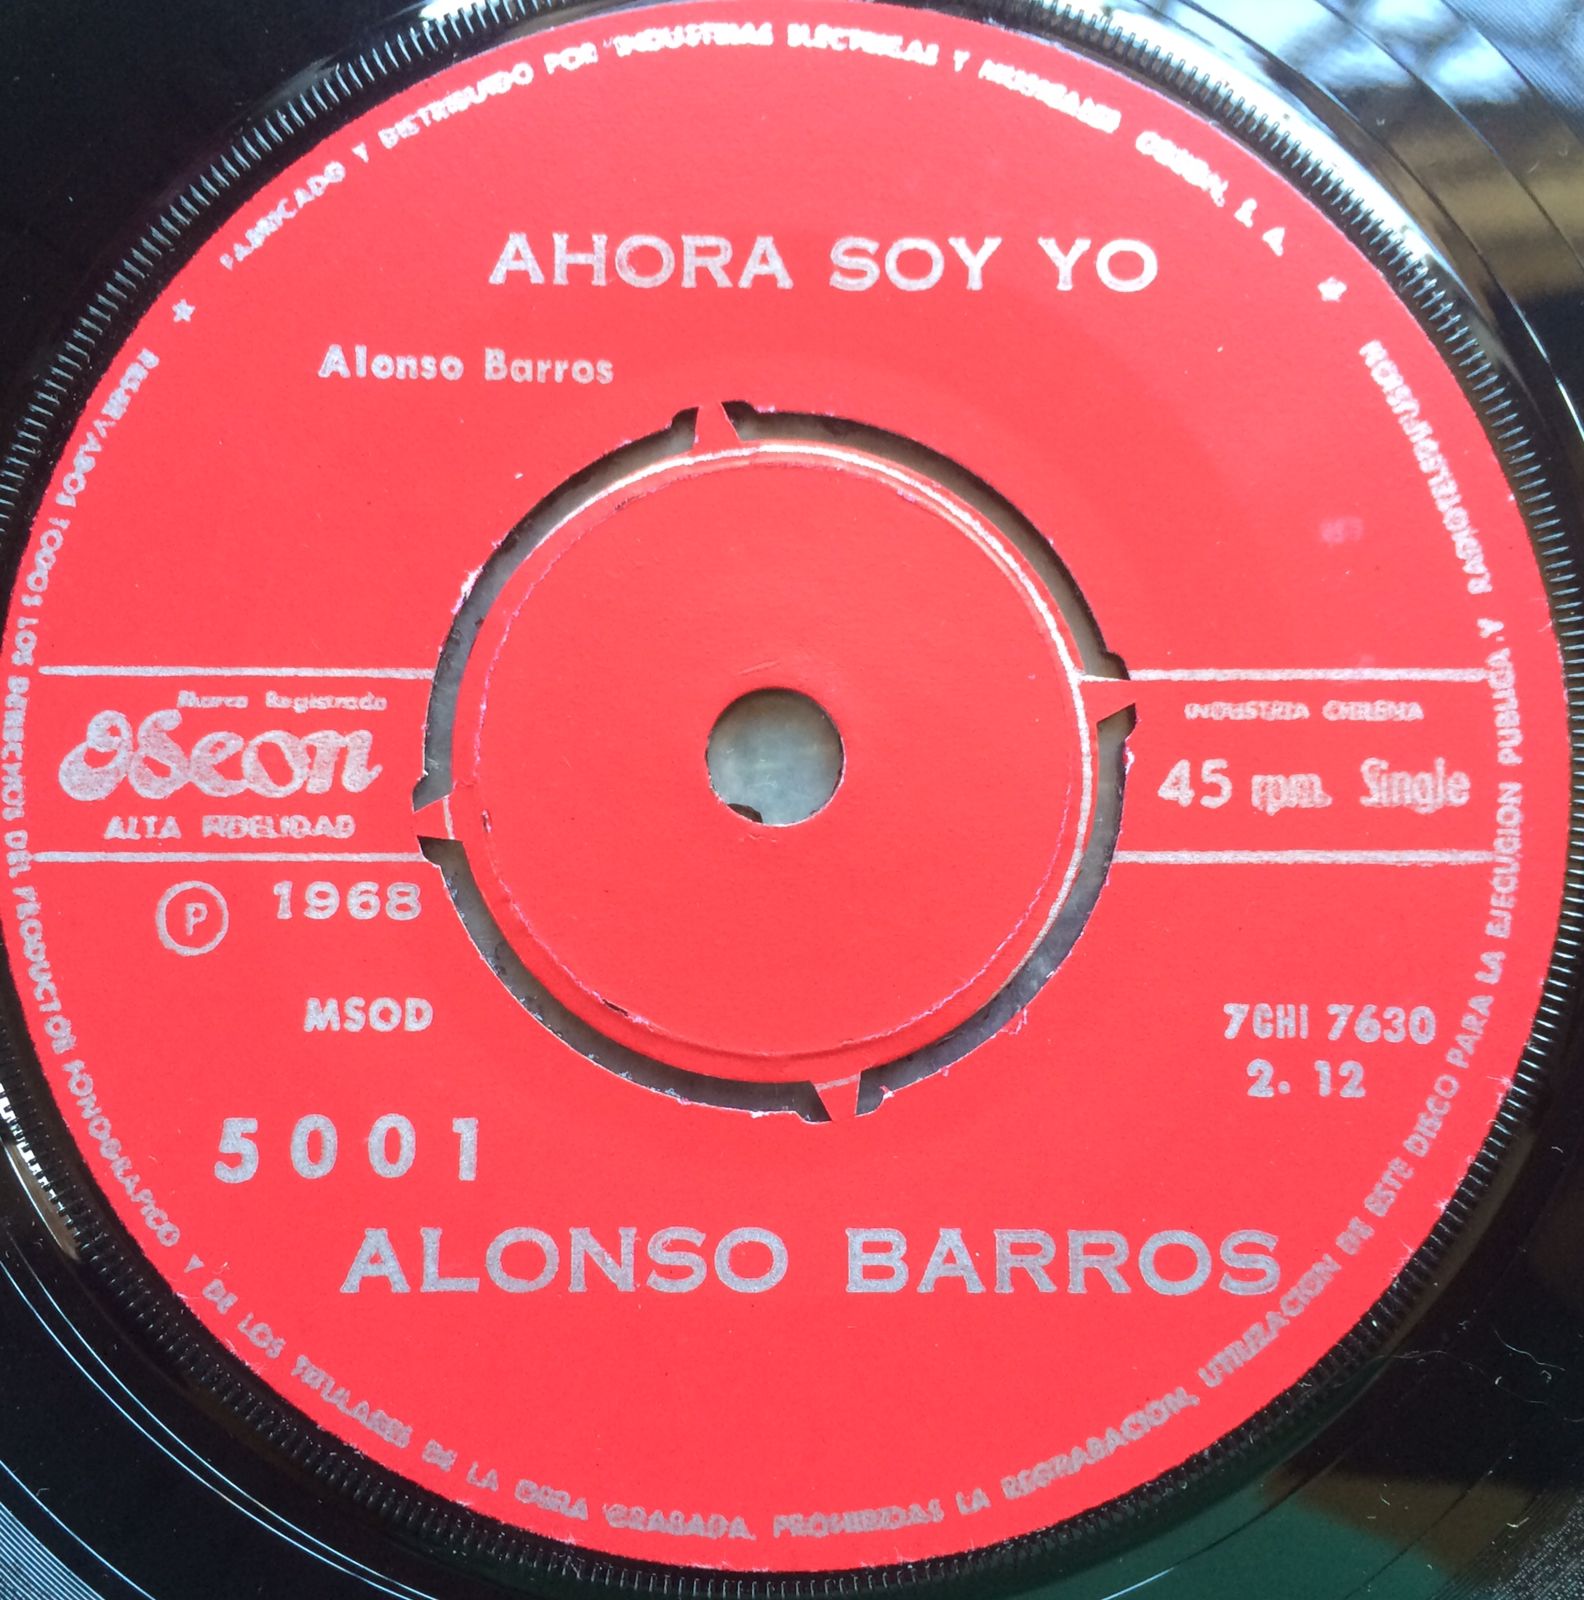 FABRICADO Y DISTRIBUIDO POR INDUSTRIAS ELECTRICAS Y MUSICALES ODEON, S. A.
AHORA SOY YO
Alonso Barros
Marca Registrada
Odeon
ALTA FIDELIDAD
INDUSTRIA CHILENA
45 rpm. Single
P 1968
MSOD
7CHI 7630
2. 12
5001
ALONSO BARROS
RESERVADOS TODOS LOS DERECHOS DEL PRODUCTOR FONOGRAFICO Y DE LOS TITULARES DE LA OBRA GRABADA. PROHIBIDAS LA REGRABACION, UTILIZACION DE ESTE DISCO PARA LA EJECUCION PUBLICA, Y RADIOTELEDIFUSION